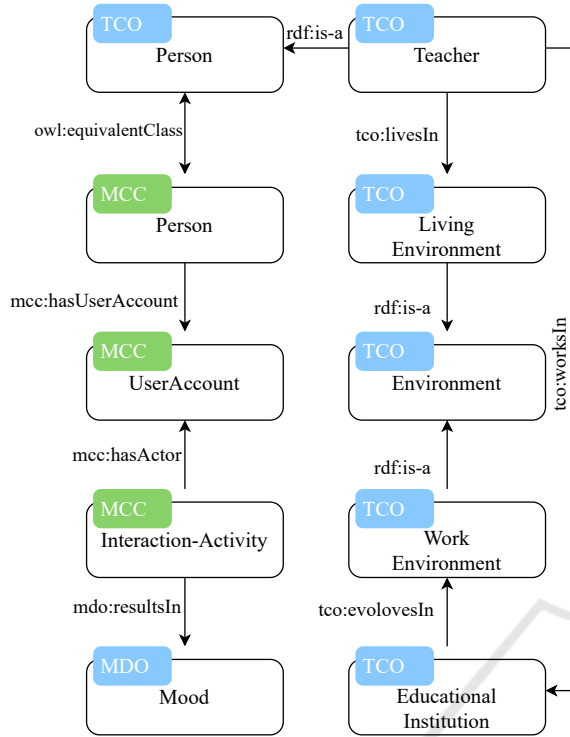 TCO
Person
rdf:is-a
TCO
Teacher
owl:equivalentClass
tco:livesIn
MCC
Person
TCO
Living
Environment
mcc:hasUserAccount
rdf:is-a
MCC
UserAccount
TCO
Environment
tco:worksIn
mcc:hasActor
rdf:is-a
MCC
Interaction-Activity
TCO
Work
Environment
mdo:resultsIn
tco:evolovesIn
MDO
Mood
TCO
Educational
Institution